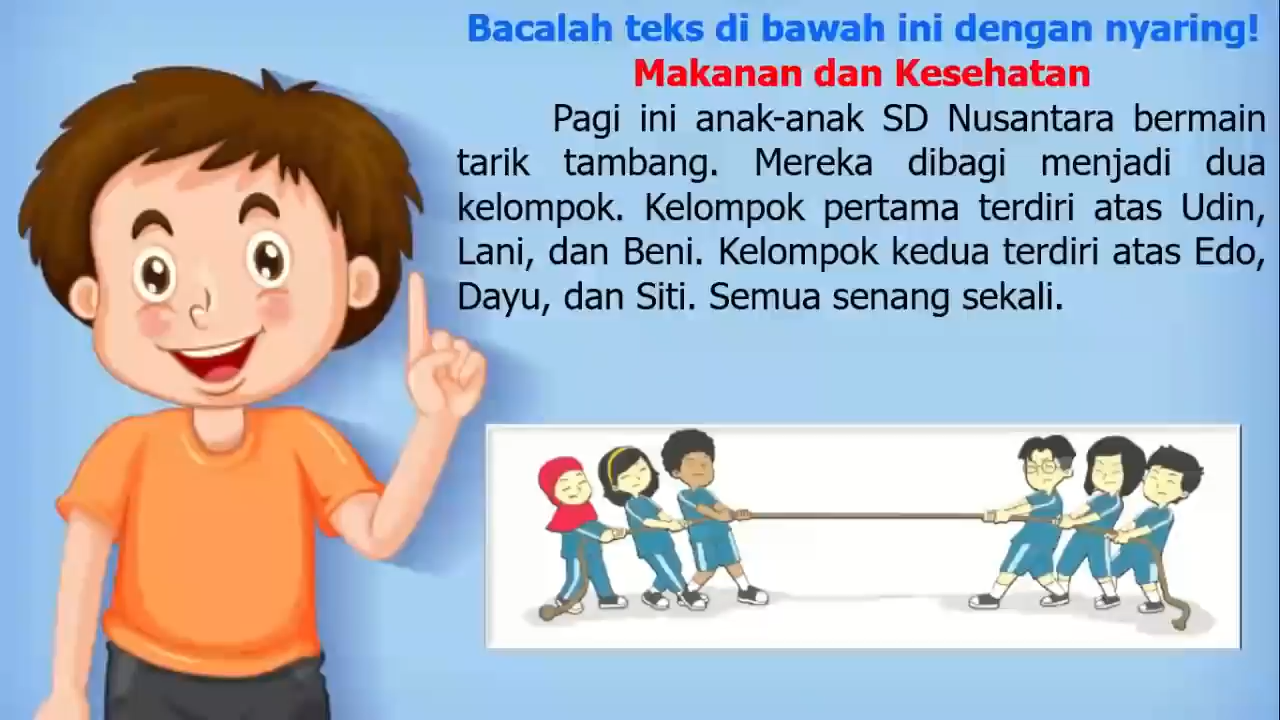 Bacalah teks di bawah ini dengan nyaring!
Makanan dan Kesehatan
Pagi ini anak-anak SD Nusantara bermain
tarik tambang. Mereka dibagi menjadi dua
kelompok. Kelompok pertama terdiri atas Udin,
Lani, dan Beni. Kelompok kedua terdiri atas Edo,
Dayu, dan Siti. Semua senang sekali.